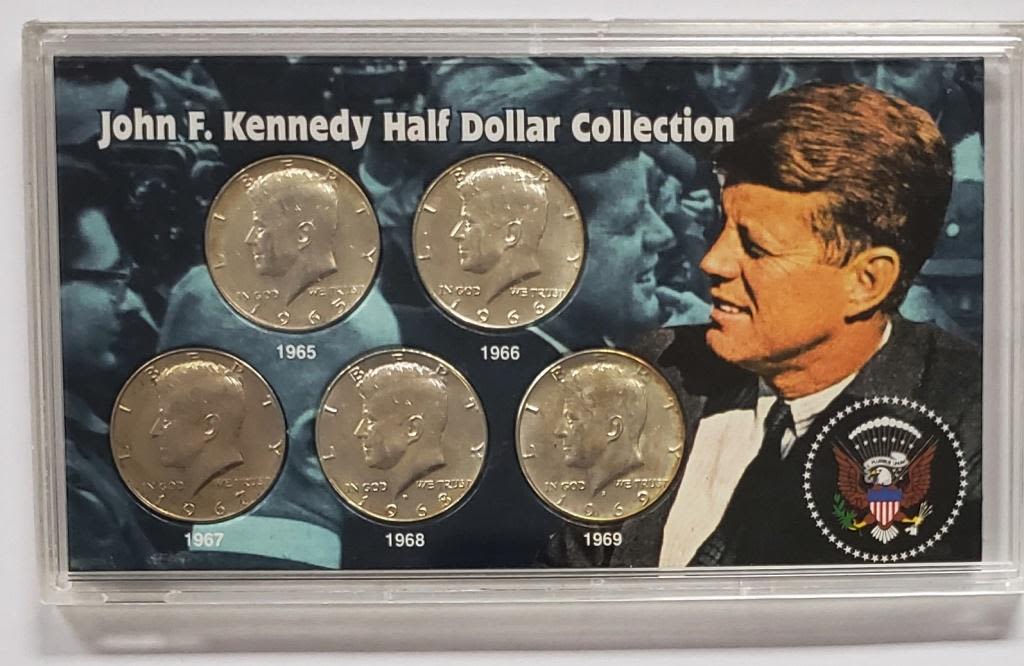 John F. Kennedy Half Dollar Collection
LIBERTY
IN GOD WE TRUST
1965
1965
LIBERTY
IN GOD WE TRUST
1966
1966
LIBERTY
IN GOD WE TRUST
1967
1967
LIBERTY
IN GOD WE TRUST
1968
1968
LIBERTY
IN GOD WE TRUST
1969
1969
E PLURIBUS UNUM